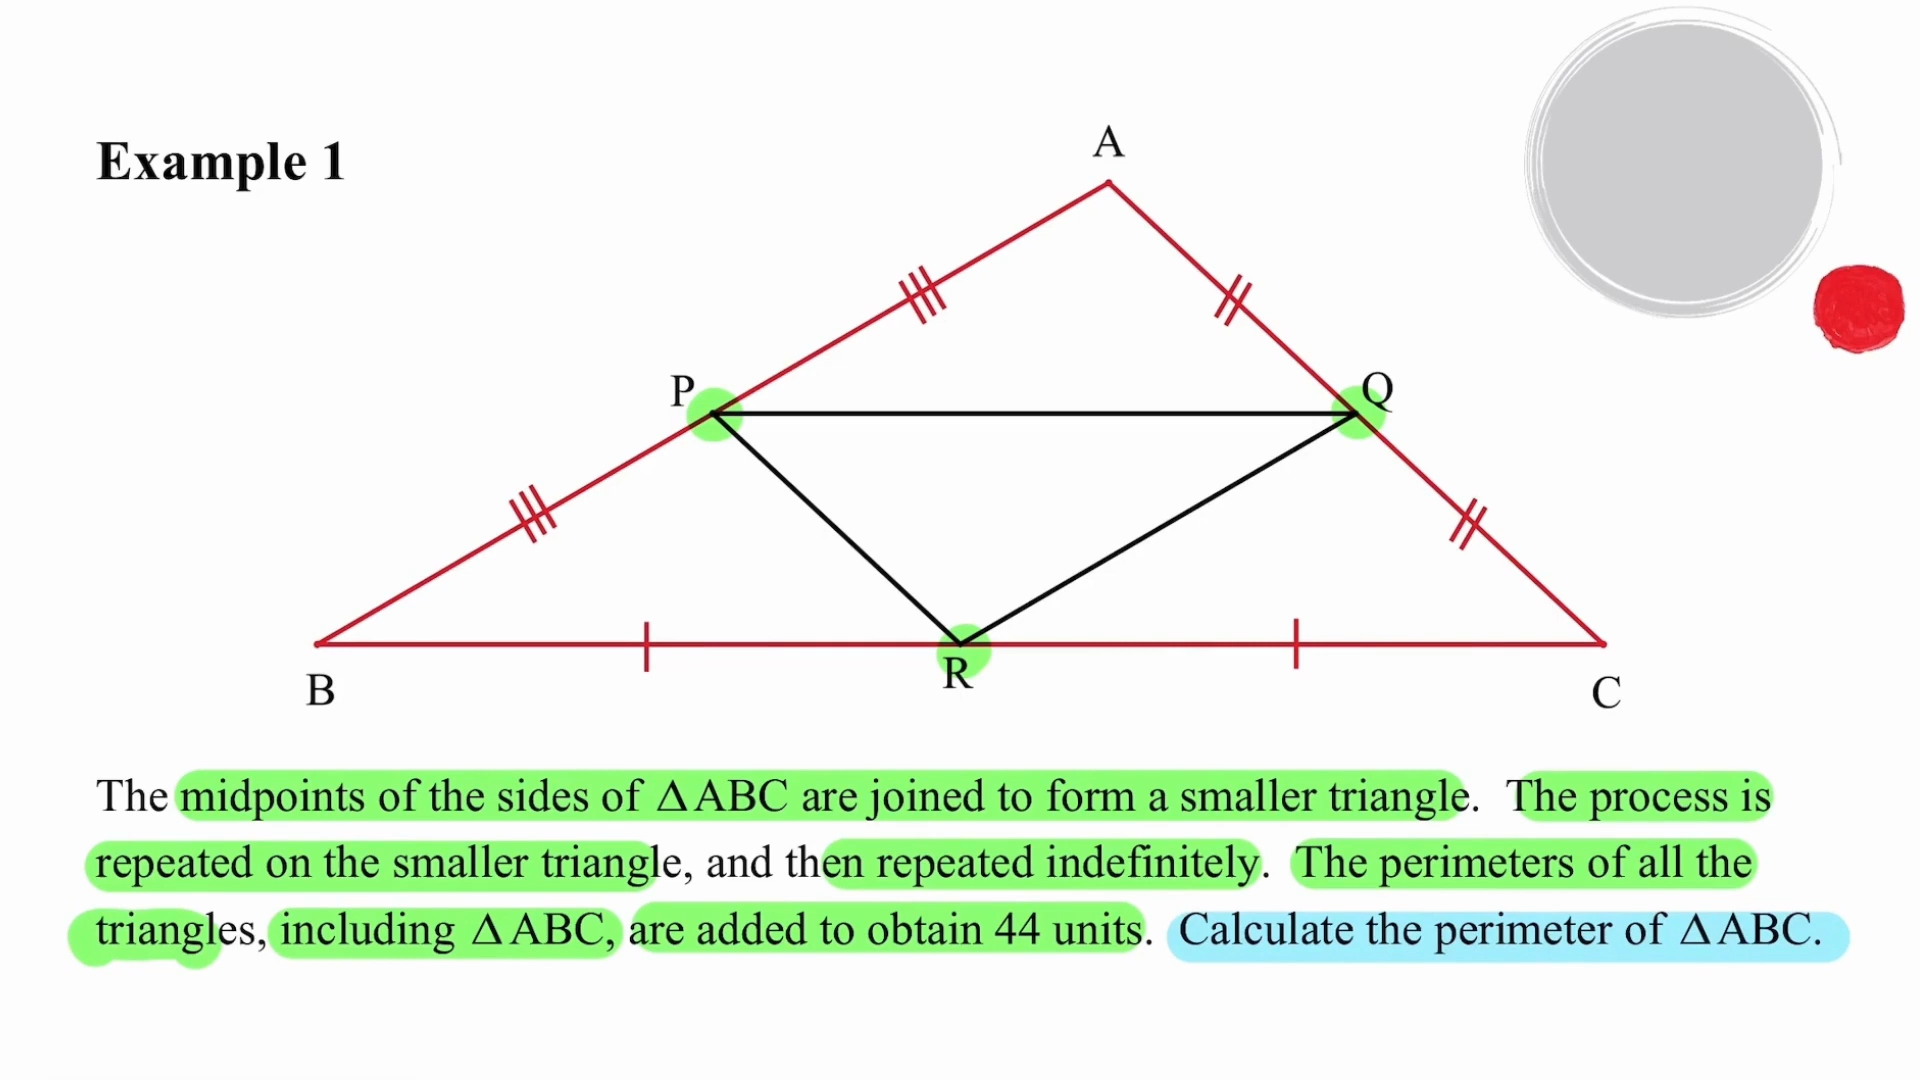 Example 1
A
P
Q
B
R
C
The midpoints of the sides of ΔABC are joined to form a smaller triangle. The process is
repeated on the smaller triangle, and then repeated indefinitely. The perimeters of all the
triangles, including ΔABC, are added to obtain 44 units. Calculate the perimeter of ΔABC.